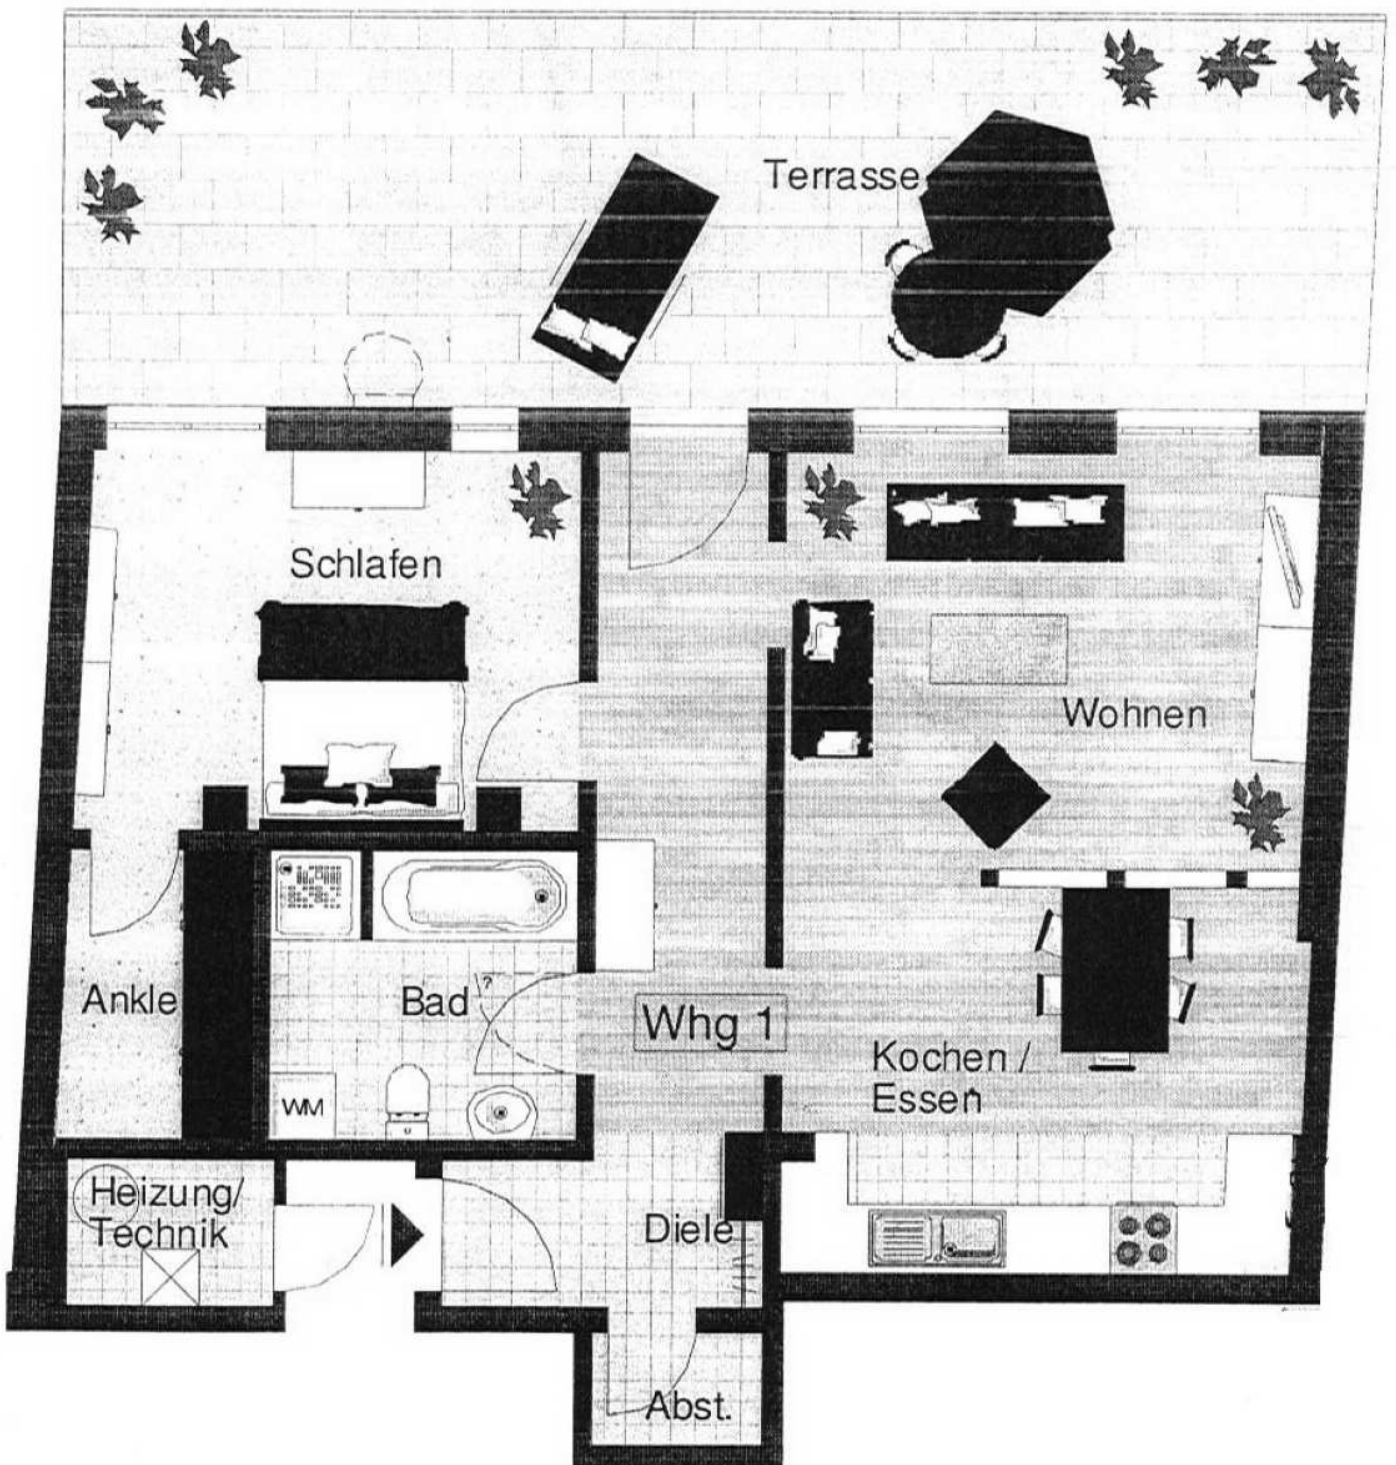 Terrasse
Schlafen
Wohnen
Ankle
Bad
?
Whg 1
Kochen /
Essen
WM
Heizung/
Technik
Diele
Abst.